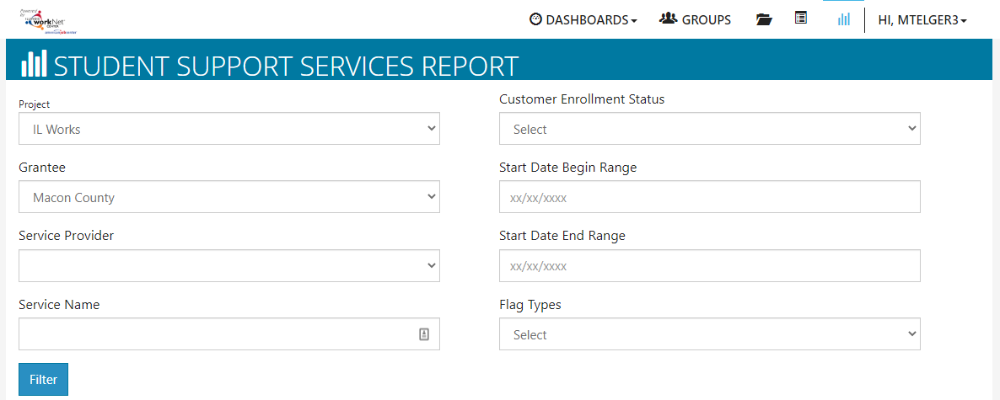 Powered by
ILLINOIS
workNet
CENTER
americanjobcenter
DASHBOARDS GROUPS HI, MTELGER3
STUDENT SUPPORT SERVICES REPORT
Project
IL Works
Grantee
Macon County
Service Provider
Service Name
Filter
Customer Enrollment Status
Select
Start Date Begin Range
xx/xx/xxxx
Start Date End Range
xx/xx/xxxx
Flag Types
Select